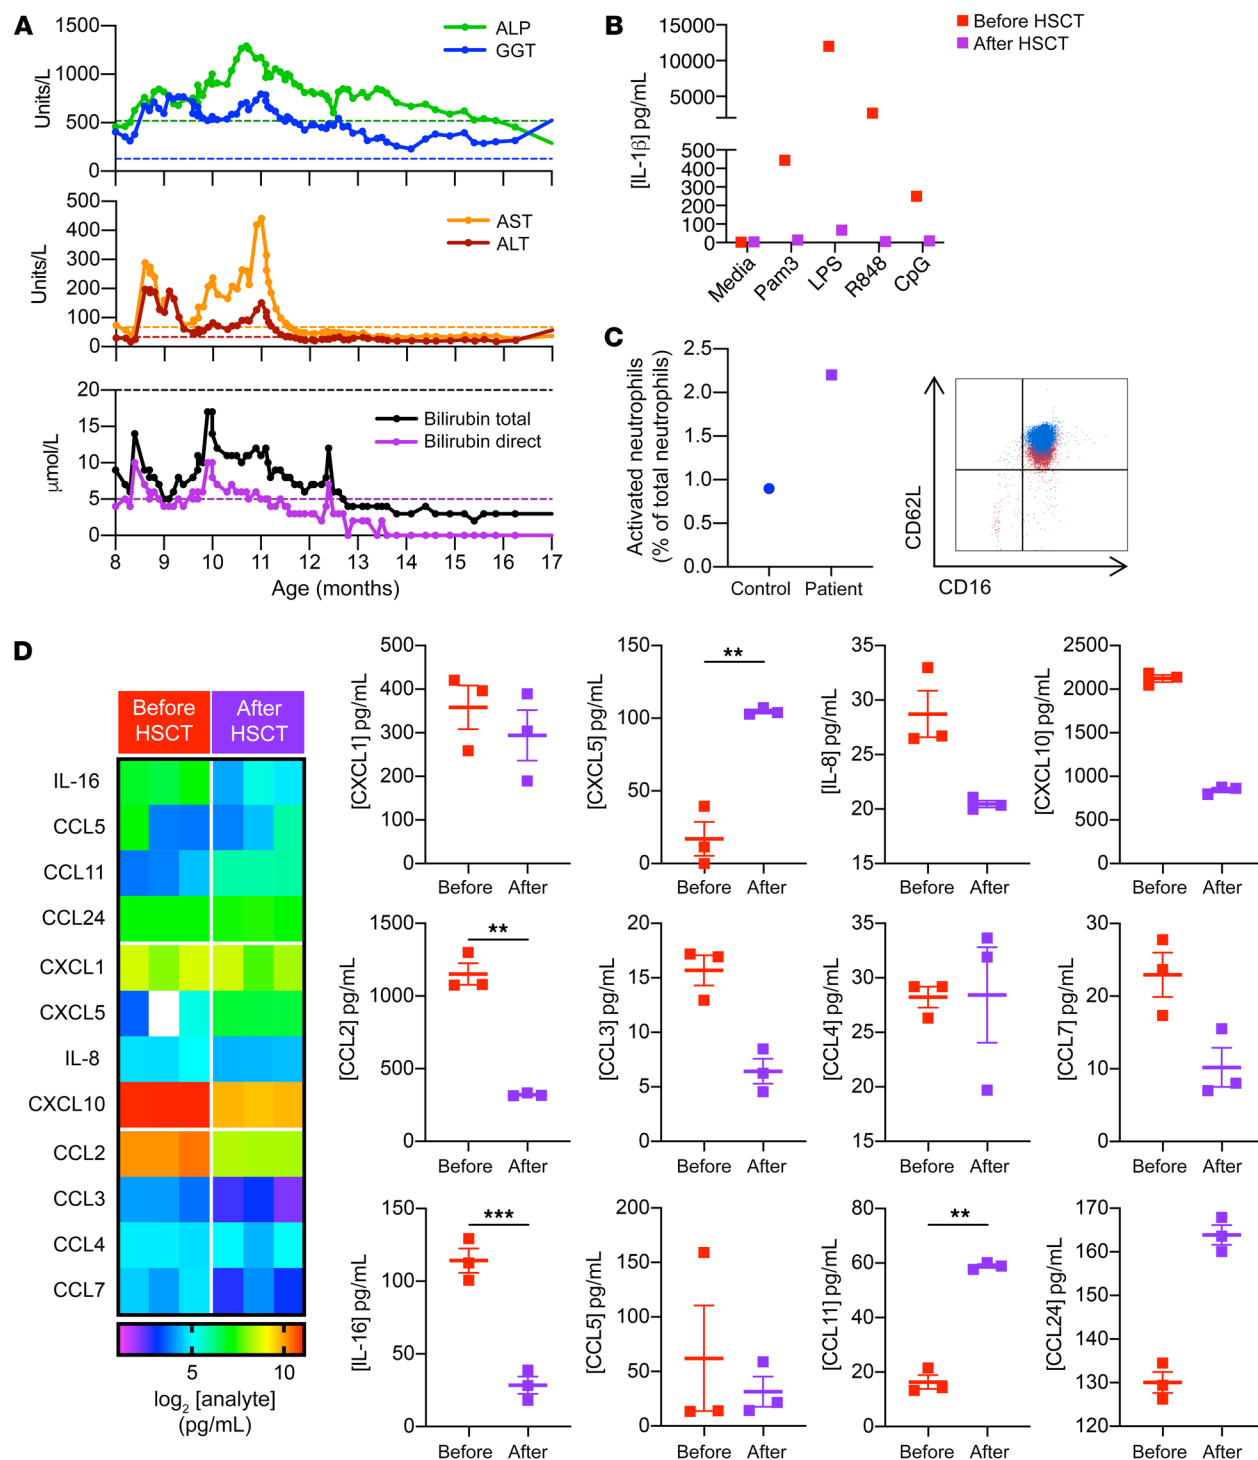 A
1500
1000
500
0
Units/L
ALP
GGT
500
400
300
200
100
0
Units/L
AST
ALT
20
15
10
5
0
μmol/L
Bilirubin total
Bilirubin direct
8 9 10 11 12 13 14 15 16 17
Age (months)
B
15000
10000
5000
500
400
300
200
100
0
[IL-1β] pg/mL
Before HSCT
After HSCT
Media Pam3 LPS R848 CpG
C
2.5
2.0
1.5
1.0
0.5
0.0
Activated neutrophils
(% of total neutrophils)
Control Patient
CD62L
CD16
D
Before
HSCT
After
HSCT
IL-16
CCL5
CCL11
CCL24
CXCL1
CXCL5
IL-8
CXCL10
CCL2
CCL3
CCL4
CCL7
5 10
log2 [analyte]
(pg/mL)
500
400
300
200
100
0
[CXCL1] pg/mL
Before After
150
100
50
0
[CXCL5] pg/mL
**
Before After
35
30
25
20
15
[IL-8] pg/mL
Before After
2500
2000
1500
1000
500
0
[CXCL10] pg/mL
Before After
1500
1000
500
0
[CCL2] pg/mL
**
Before After
20
15
10
5
0
[CCL3] pg/mL
Before After
35
30
25
20
15
[CCL4] pg/mL
Before After
30
20
10
0
[CCL7] pg/mL
Before After
150
100
50
0
[IL-16] pg/mL
***
Before After
200
150
100
50
0
[CCL5] pg/mL
Before After
80
60
40
20
0
[CCL11] pg/mL
**
Before After
170
160
150
140
130
120
[CCL24] pg/mL
Before After